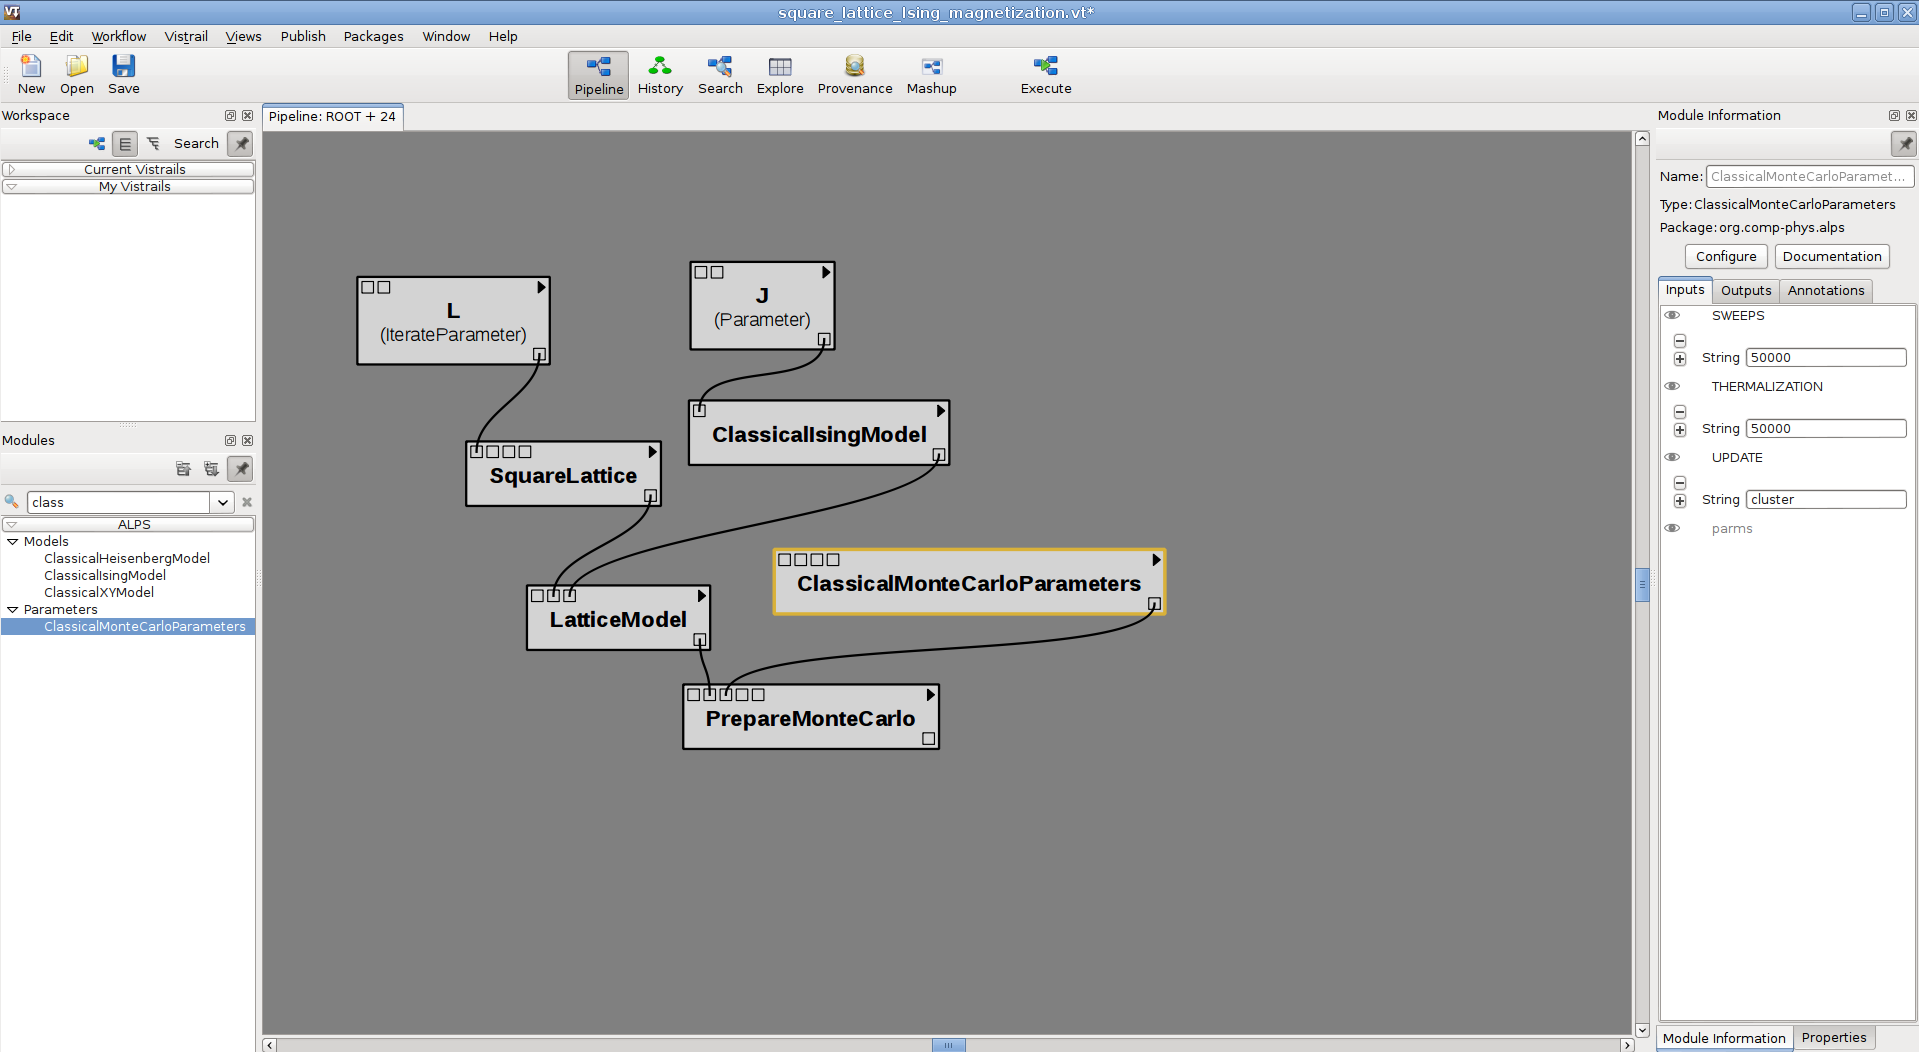 VT
square_lattice_Ising_magnetization.vt*
File Edit Workflow Vistrail Views Publish Packages Window Help
New Open Save Pipeline History Search Explore Provenance Mashup Execute
Workspace
Search
Current Vistrails
My Vistrails
Modules
class
ALPS
Models
ClassicalHeisenbergModel
ClassicalIsingModel
ClassicalXYModel
Parameters
ClassicalMonteCarloParameters
Pipeline: ROOT + 24
L
(IterateParameter)
J
(Parameter)
ClassicalIsingModel
SquareLattice
ClassicalMonteCarloParameters
LatticeModel
PrepareMonteCarlo
Module Information
Name: ClassicalMonteCarloParamet...
Type: ClassicalMonteCarloParameters
Package: org.comp-phys.alps
Configure Documentation
Inputs Outputs Annotations
SWEEPS
String 50000
THERMALIZATION
String 50000
UPDATE
String cluster
parms
Module Information Properties